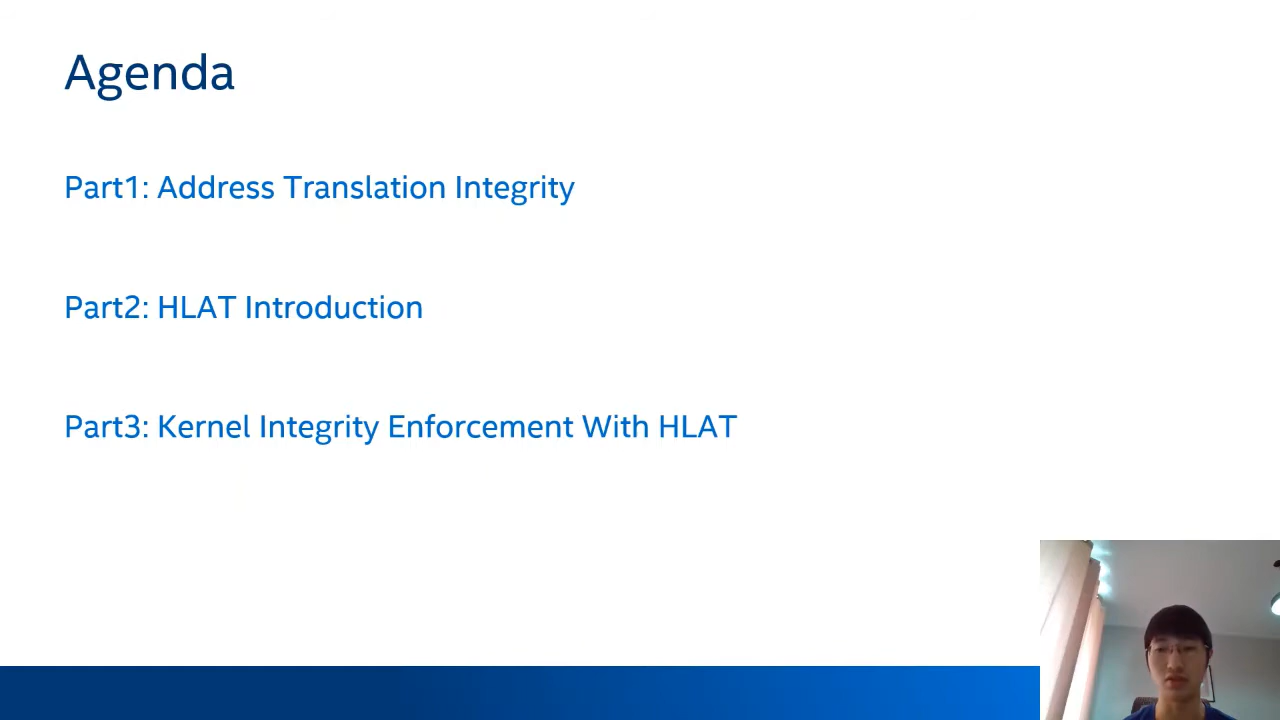 Agenda
Part1: Address Translation Integrity
Part2: HLAT Introduction
Part3: Kernel Integrity Enforcement With HLAT